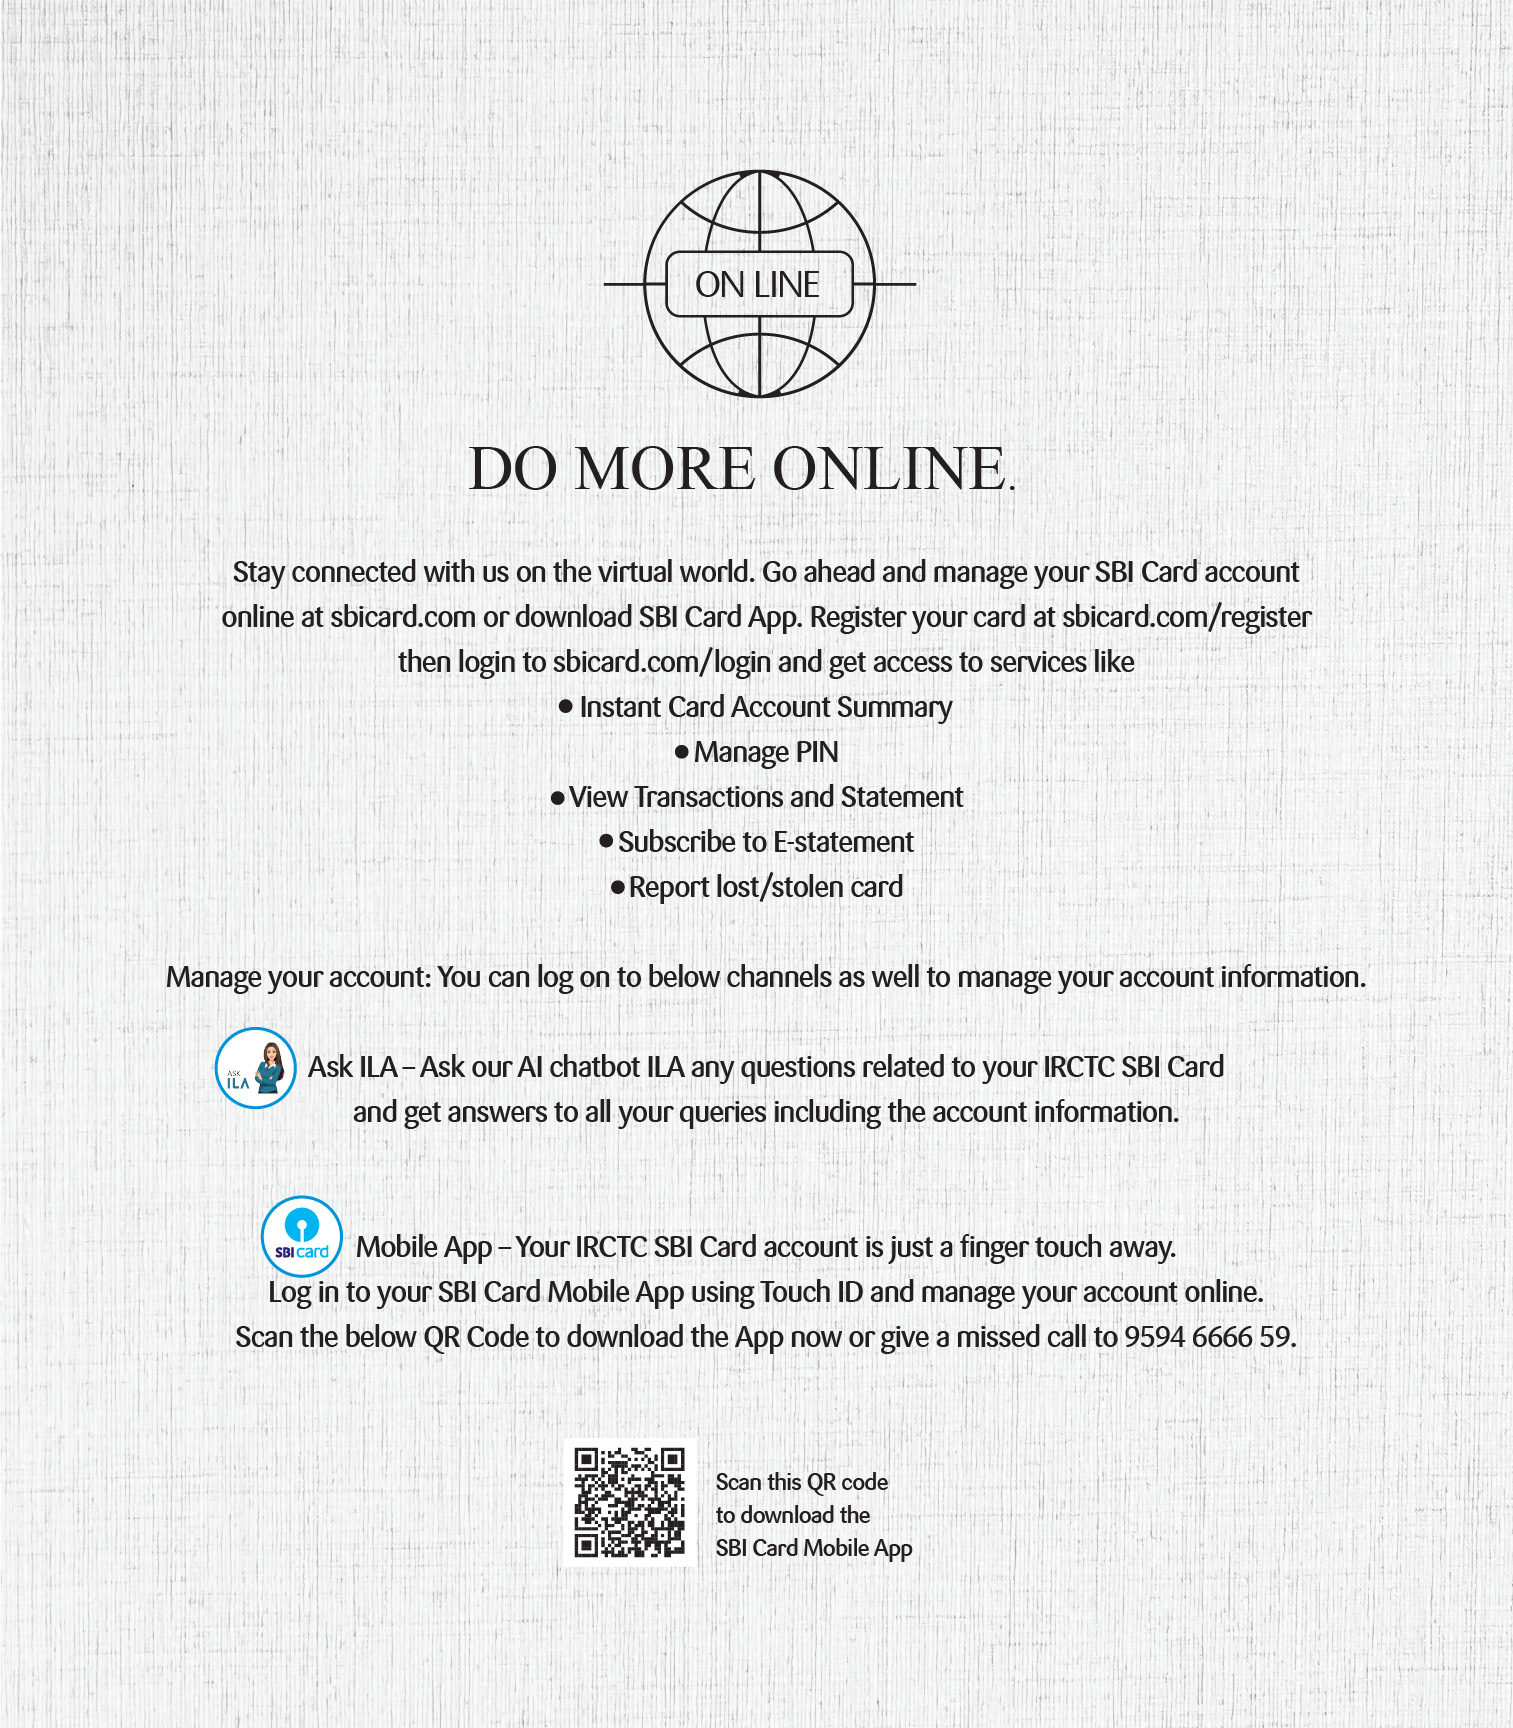 ON LINE
DO MORE ONLINE.
Stay connected with us on the virtual world. Go ahead and manage your SBI Card account
online at sbicard.com or download SBI Card App. Register your card at sbicard.com/register
then login to sbicard.com/login and get access to services like
● Instant Card Account Summary
● Manage PIN
● View Transactions and Statement
● Subscribe to E-statement
● Report lost/stolen card
Manage your account: You can log on to below channels as well to manage your account information.
ASK
ILA
Ask ILA – Ask our AI chatbot ILA any questions related to your IRCTC SBI Card
and get answers to all your queries including the account information.
SBI card
Mobile App – Your IRCTC SBI Card account is just a finger touch away.
Log in to your SBI Card Mobile App using Touch ID and manage your account online.
Scan the below QR Code to download the App now or give a missed call to 9594 6666 59.
Scan this QR code
to download the
SBI Card Mobile App